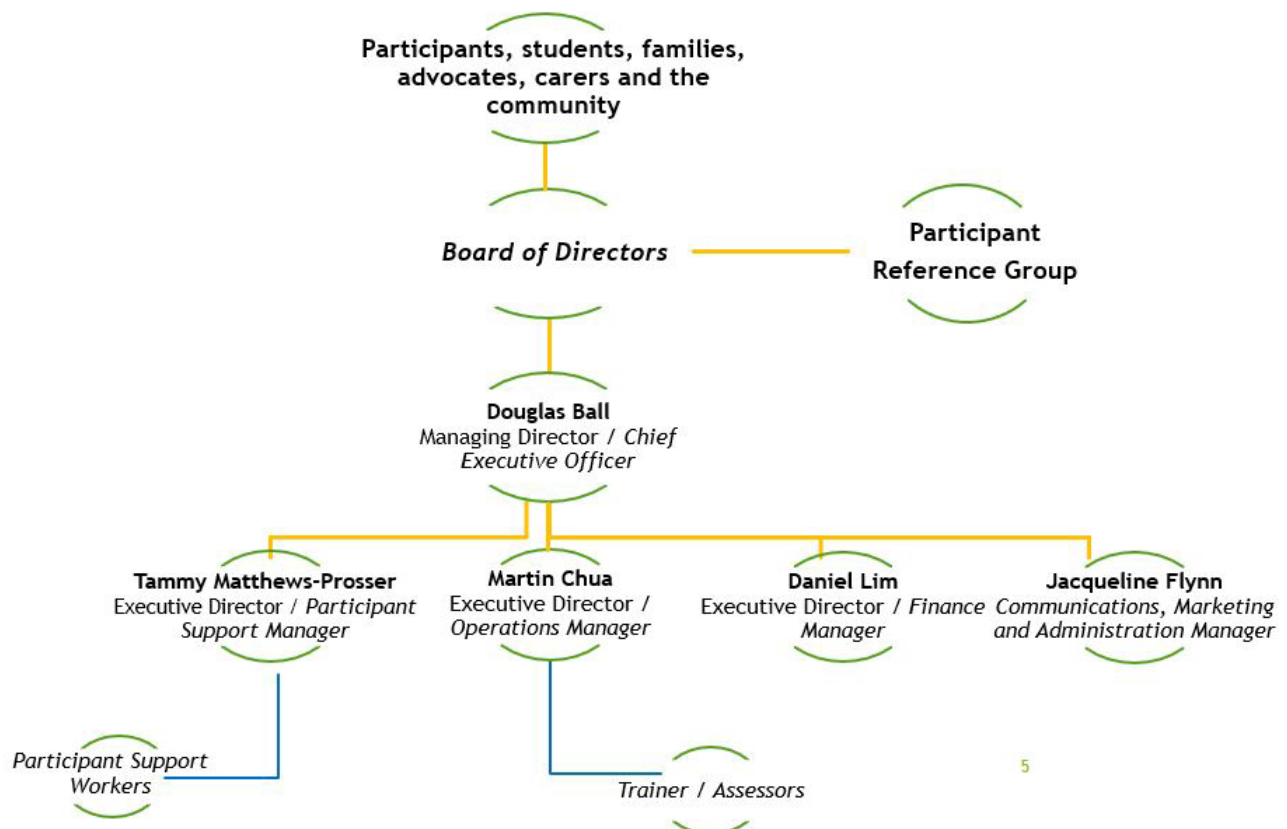 Participants, students, families,
advocates, carers and the
community
Board of Directors
Participant
Reference Group
Douglas Ball
Managing Director / Chief
Executive Officer
Tammy Matthews-Prosser
Executive Director / Participant
Support Manager
Martin Chua
Executive Director /
Operations Manager
Daniel Lim
Executive Director / Finance
Manager
Jacqueline Flynn
Communications, Marketing
and Administration Manager
Participant Support
Workers
Trainer / Assessors
5